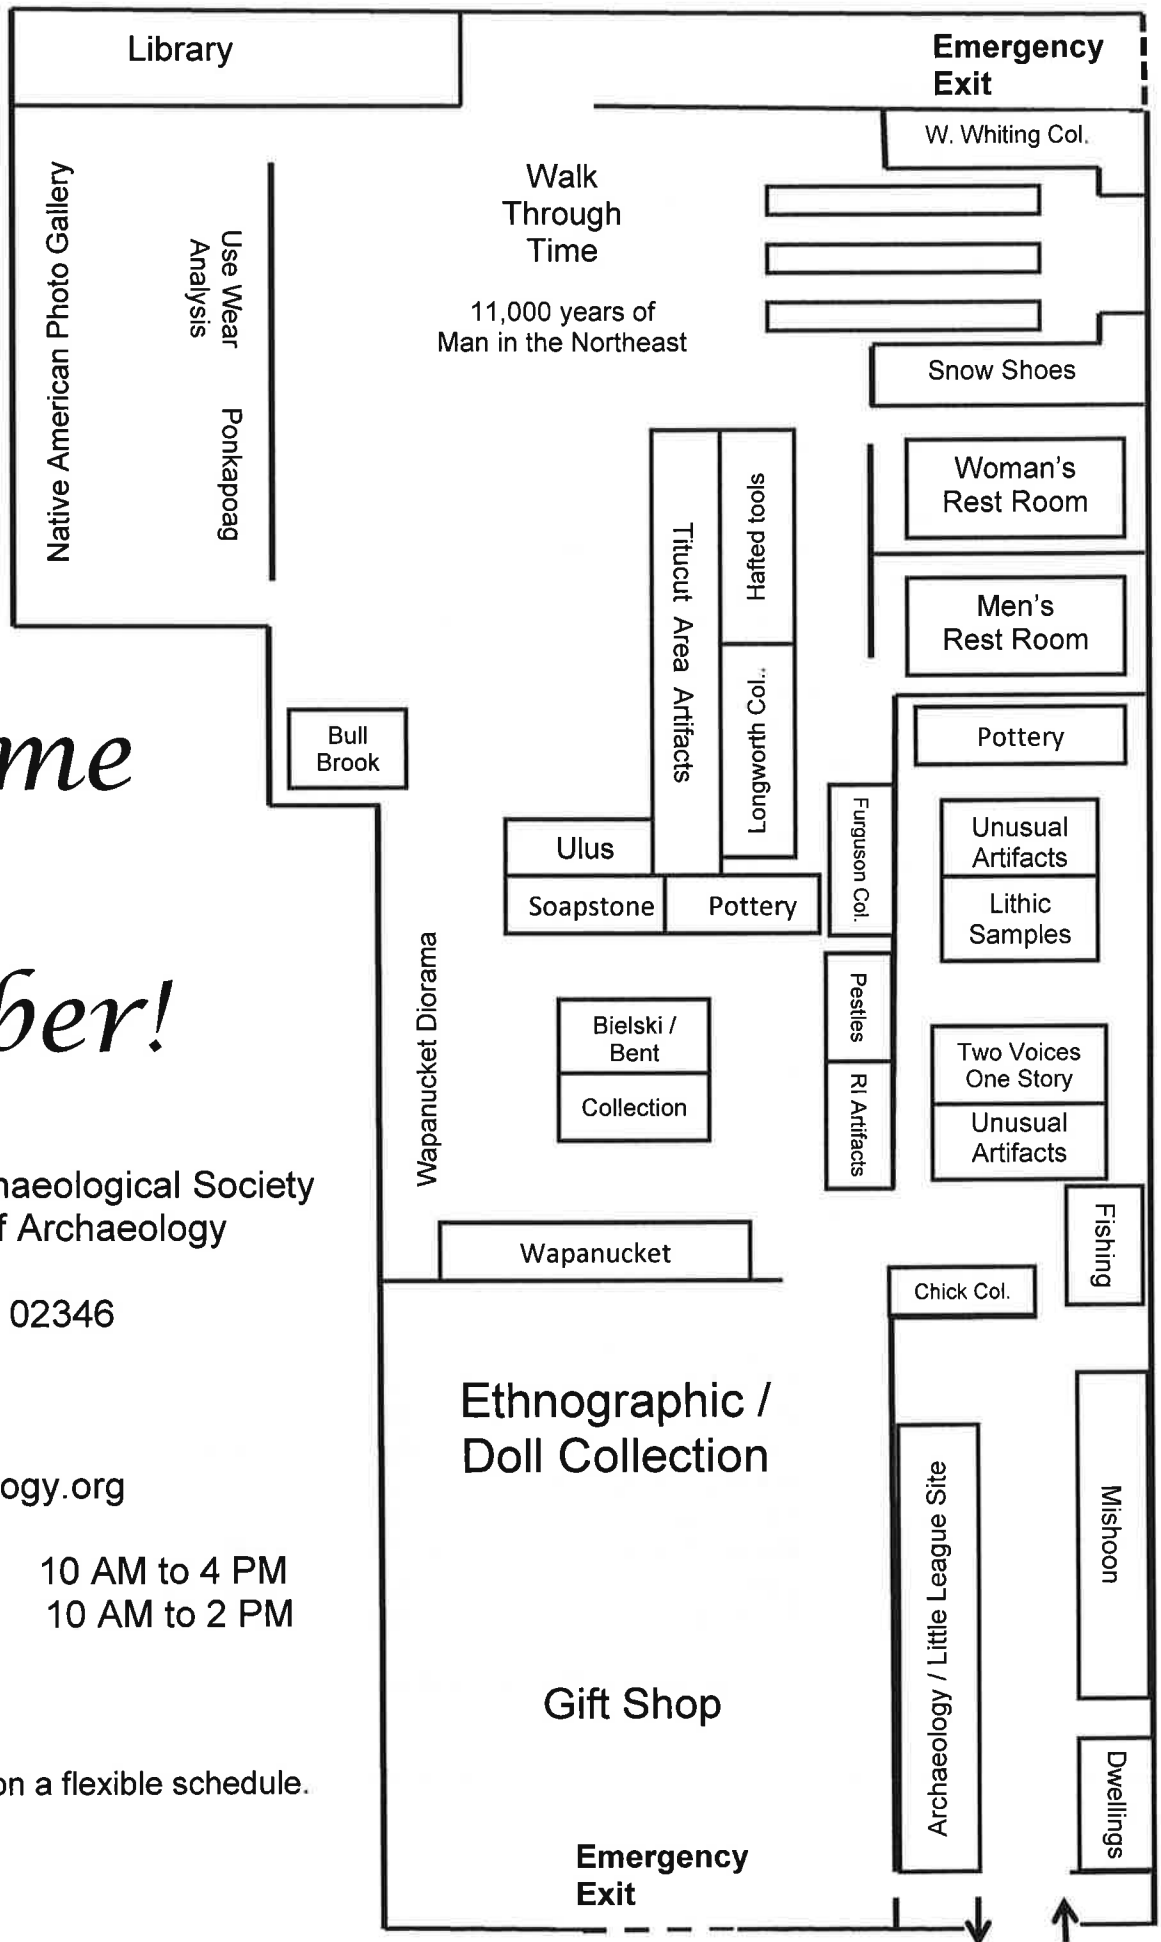 Library
Emergency
Exit
W. Whiting Col.
Native American Photo Gallery
Use Wear
Analysis
Ponkapoag
Walk
Through
Time
11,000 years of
Man in the Northeast
Snow Shoes
Woman's
Rest Room
Men's
Rest Room
Titucut Area Artifacts
Hafted tools
Longworth Col..
me
Bull
Brook
Pottery
Furguson Col.
Unusual
Artifacts
Lithic
Samples
Ulus
Soapstone
Pottery
Wapanucket Diorama
ber!
Bielski /
Bent
Collection
Pestles
RI Artifacts
Two Voices
One Story
Unusual
Artifacts
Fishing
haeological Society
f Archaeology
02346
Wapanucket
Chick Col.
Ethnographic /
Doll Collection
Archaeology / Little League Site
Mishoon
ogy.org
10 AM to 4 PM
10 AM to 2 PM
Gift Shop
Dwellings
on a flexible schedule.
Emergency
Exit